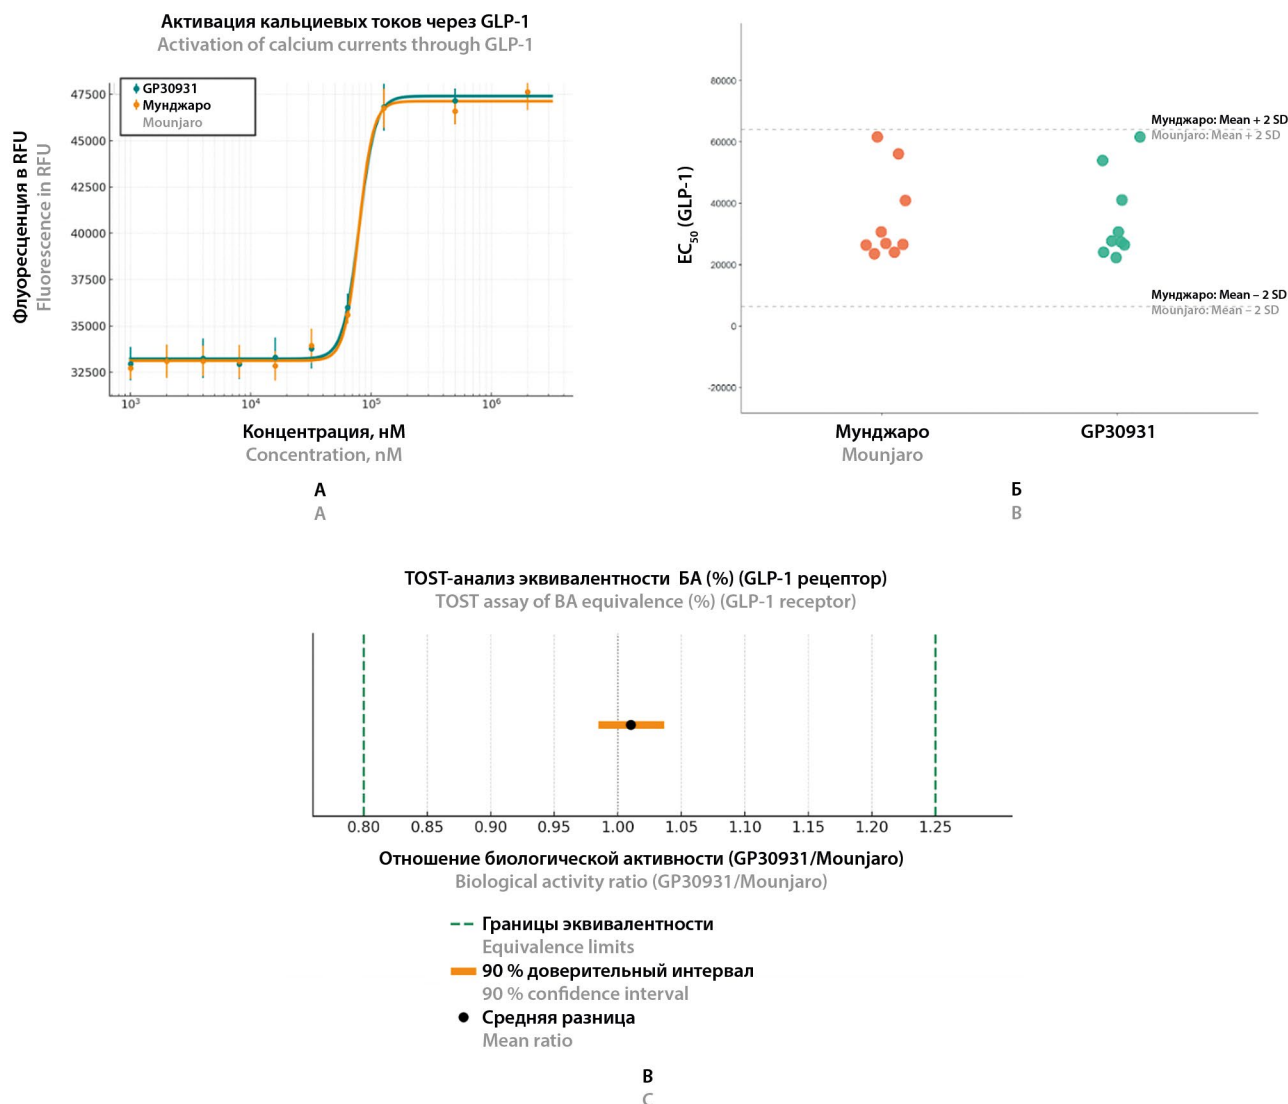 Активация кальциевых токов через GLP-1
Activation of calcium currents through GLP-1
GP30931
Мунджаро
Mounjaro
Флуоресценция в RFU
Fluorescence in RFU
47500
45000
42500
40000
37500
35000
32500
10³
10⁴
10⁵
10⁶
Концентрация, нМ
Concentration, nM
А
A
EC₅₀ (GLP-1)
80000
60000
40000
20000
0
-20000
Мунджаро: Mean + 2 SD
Mounjaro: Mean + 2 SD
Мунджаро: Mean – 2 SD
Mounjaro: Mean – 2 SD
Мунджаро
Mounjaro
GP30931
Б
B
TOST-анализ эквивалентности БА (%) (GLP-1 рецептор)
TOST assay of BA equivalence (%) (GLP-1 receptor)
0.80 0.85 0.90 0.95 1.00 1.05 1.10 1.15 1.20 1.25
Отношение биологической активности (GP30931/Mounjaro)
Biological activity ratio (GP30931/Mounjaro)
Границы эквивалентности
Equivalence limits
90 % доверительный интервал
90 % confidence interval
Средняя разница
Mean ratio
В
C